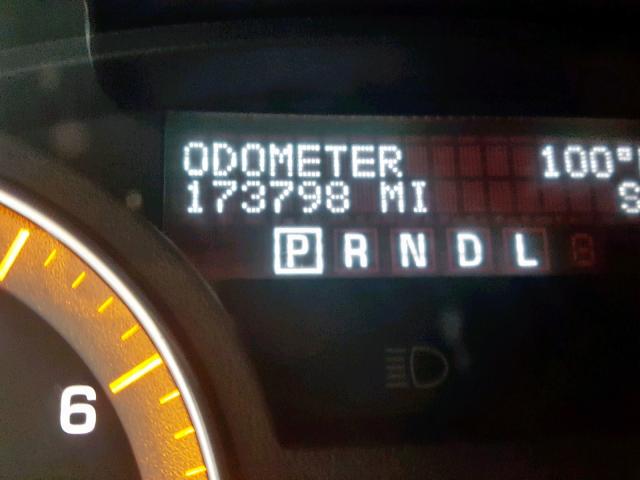 ODOMETER 100°
173798 MI S
P R N D L
6